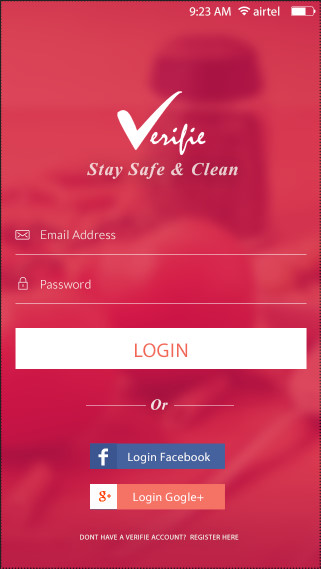 9:23 AM airtel
Verifie
Stay Safe & Clean
Email Address
Password
LOGIN
Or
f Login Facebook
g+ Login Gogle+
DONT HAVE A VERIFIE ACCOUNT? REGISTER HERE